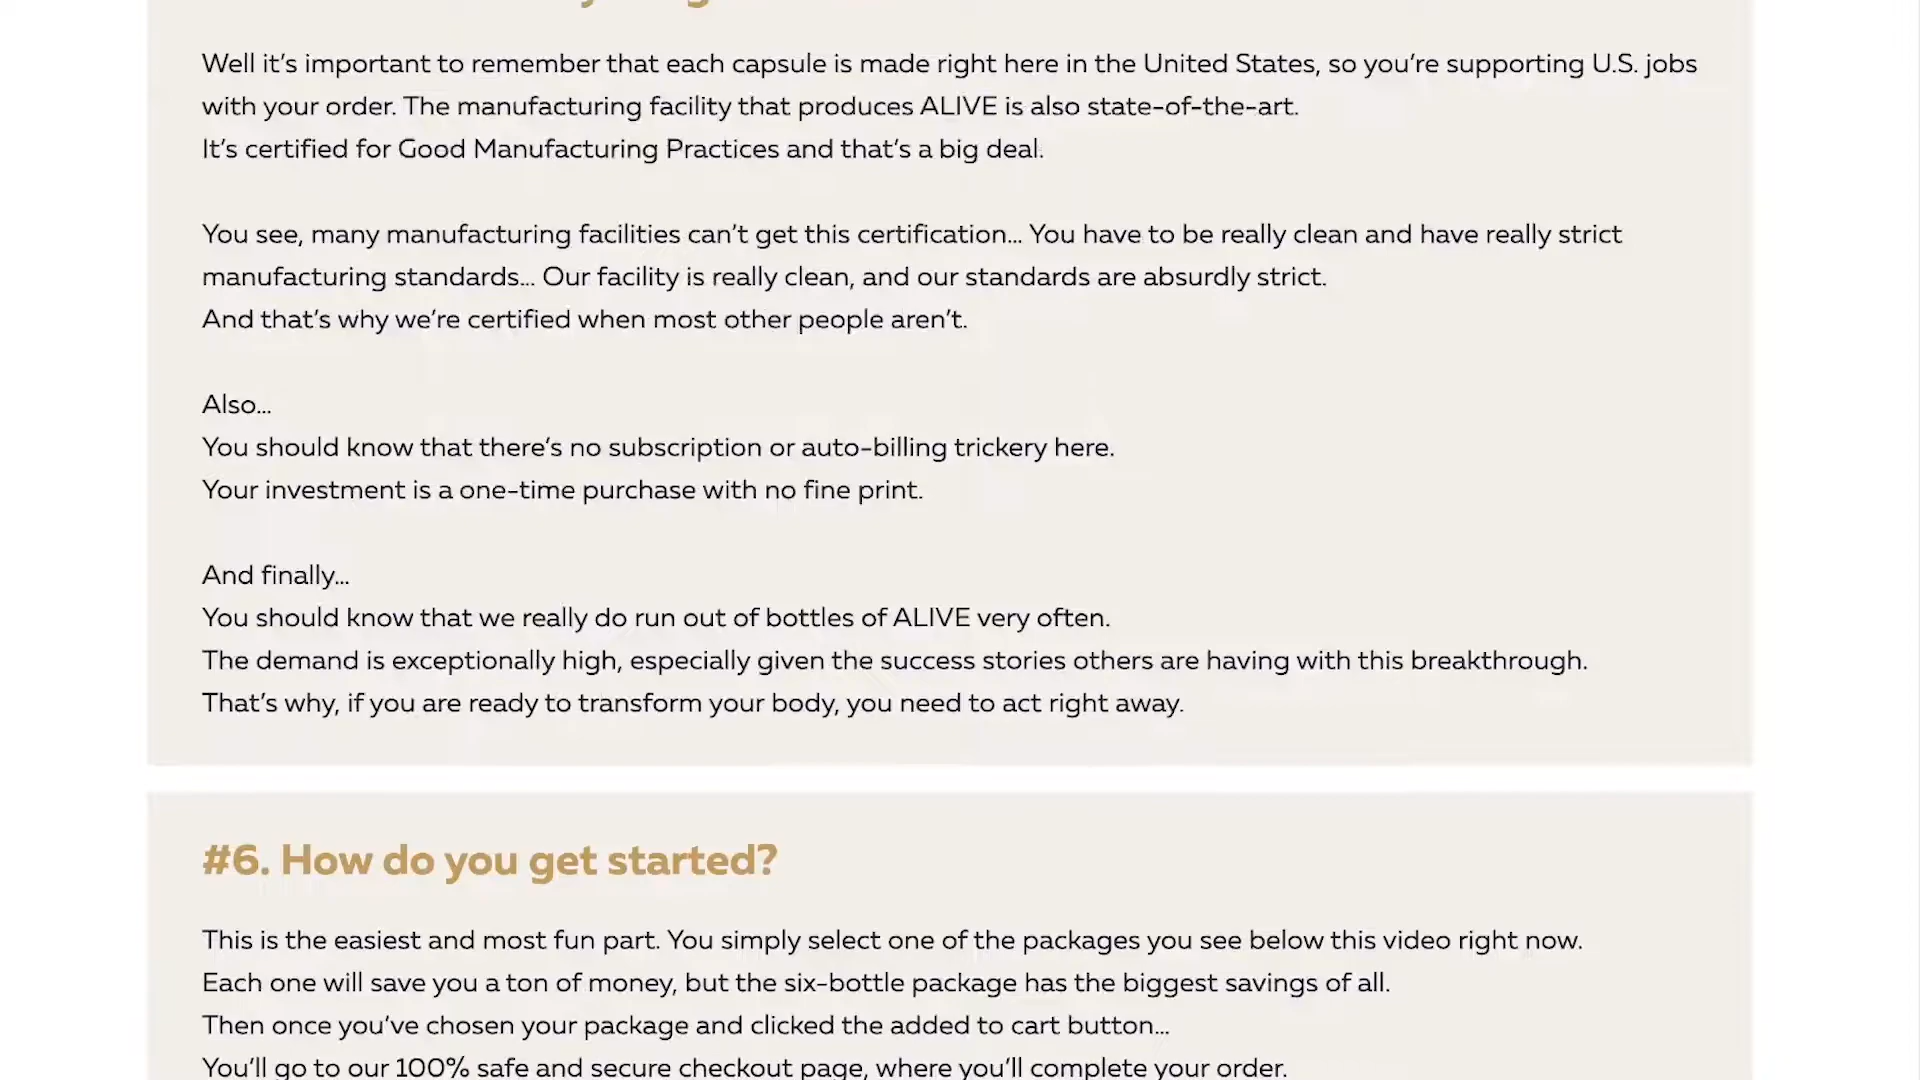 Well it's important to remember that each capsule is made right here in the United States, so you're supporting U.S. jobs
with your order. The manufacturing facility that produces ALIVE is also state-of-the-art.
It's certified for Good Manufacturing Practices and that's a big deal.
You see, many manufacturing facilities can't get this certification... You have to be really clean and have really strict
manufacturing standards... Our facility is really clean, and our standards are absurdly strict.
And that's why we're certified when most other people aren't.
Also...
You should know that there's no subscription or auto-billing trickery here.
Your investment is a one-time purchase with no fine print.
And finally...
You should know that we really do run out of bottles of ALIVE very often.
The demand is exceptionally high, especially given the success stories others are having with this breakthrough.
That's why, if you are ready to transform your body, you need to act right away.
#6. How do you get started?
This is the easiest and most fun part. You simply select one of the packages you see below this video right now.
Each one will save you a ton of money, but the six-bottle package has the biggest savings of all.
Then once you've chosen your package and clicked the added to cart button...
You'll go to our 100% safe and secure checkout page, where you'll complete your order.